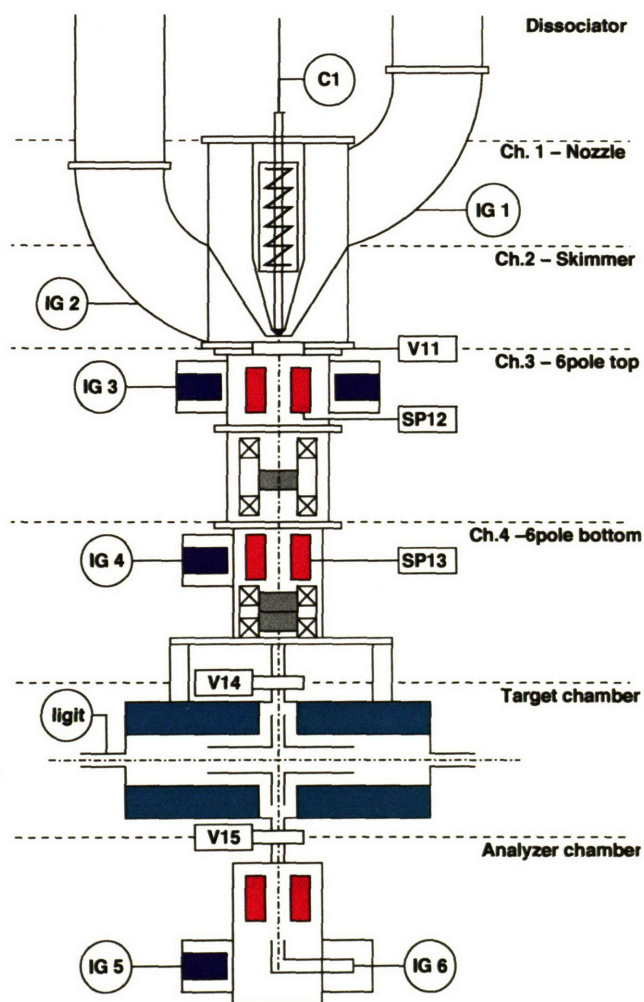 Dissociator
C1
Ch. 1 – Nozzle
IG 1
Ch.2 – Skimmer
IG 2
V11
Ch.3 – 6pole top
IG 3
SP12
Ch.4 –6pole bottom
IG 4
SP13
V14
Target chamber
ligit
V15
Analyzer chamber
IG 5
IG 6